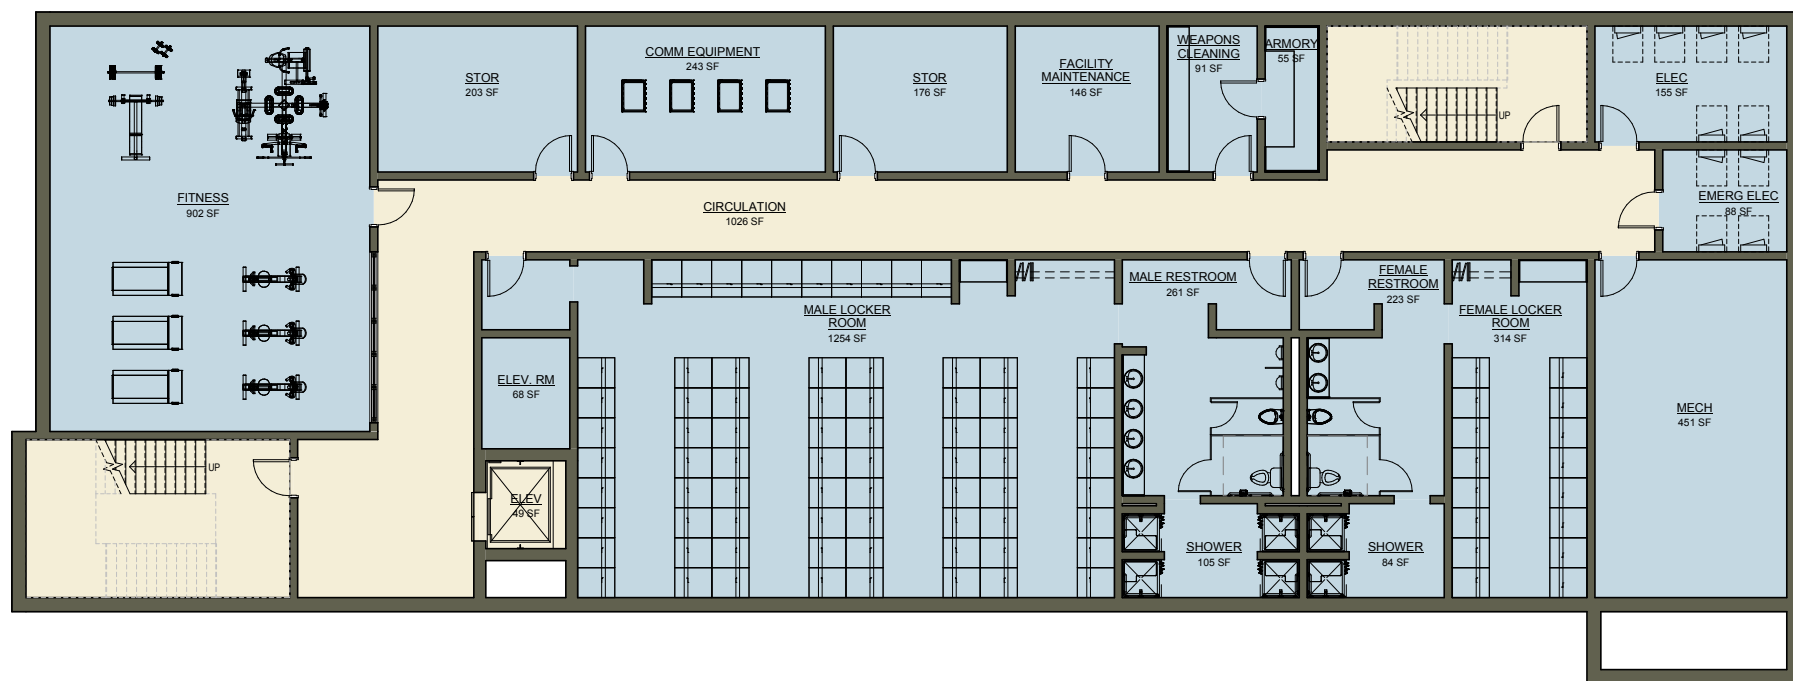 STOR
203 SF
COMM EQUIPMENT
243 SF
STOR
176 SF
FACILITY
MAINTENANCE
146 SF
WEAPONS
CLEANING
91 SF
ARMORY
55 SF
UP
ELEC
155 SF
FITNESS
902 SF
CIRCULATION
1026 SF
EMERG ELEC
88 SF
MALE LOCKER
ROOM
1254 SF
MALE RESTROOM
261 SF
FEMALE
RESTROOM
223 SF
FEMALE LOCKER
ROOM
314 SF
ELEV. RM
68 SF
MECH
451 SF
UP
ELEV
49 SF
SHOWER
105 SF
SHOWER
84 SF